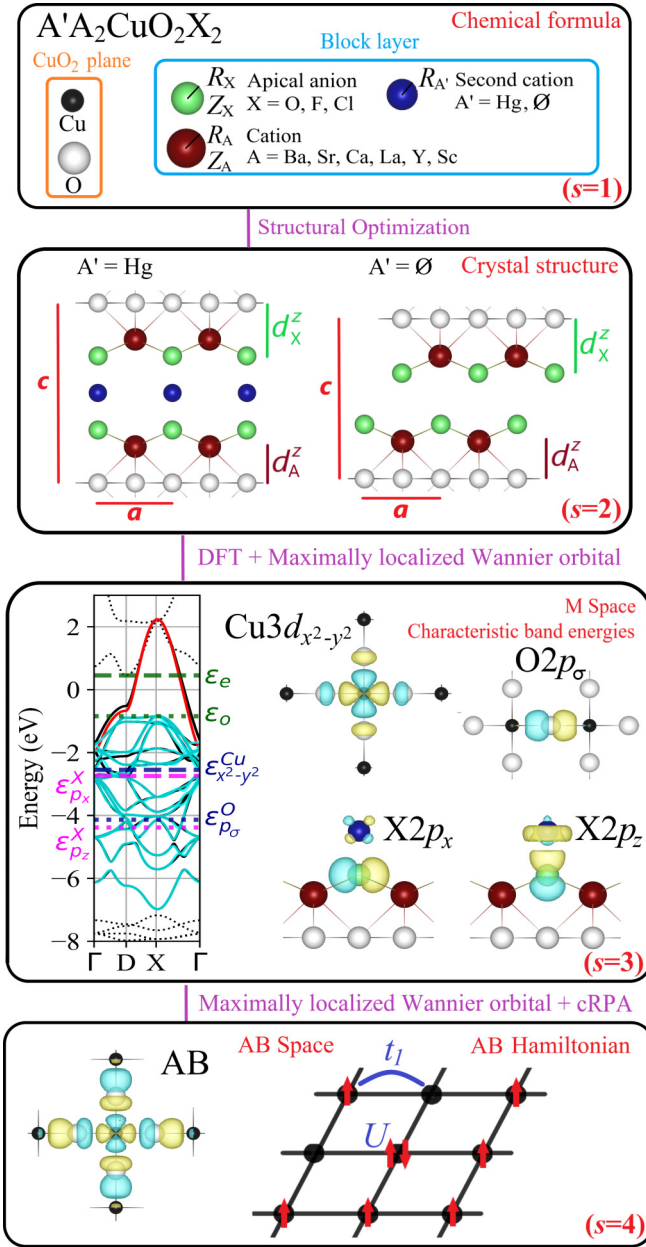 A'A₂CuO₂X₂
Chemical formula
CuO₂ plane
Block layer
Cu
O
R_X Apical anion
Z_X X = O, F, Cl
R_A' Second cation
A' = Hg, Ø
R_A Cation
Z_A A = Ba, Sr, Ca, La, Y, Sc
(s=1)
Structural Optimization
A' = Hg
A' = Ø
Crystal structure
c
d_X^z
d_A^z
a
c
d_X^z
d_A^z
a
(s=2)
DFT + Maximally localized Wannier orbital
M Space
Characteristic band energies
Energy (eV)
2
0
−2
−4
−6
−8
Γ D X Γ
ε_e
ε_o
ε_{x²−y²}^{Cu}
ε_{p_x}^X
ε_{p_σ}^O
ε_{p_z}^X
Cu3d_{x²−y²}
O2p_σ
X2p_x
X2p_z
(s=3)
Maximally localized Wannier orbital + cRPA
AB
AB Space
AB Hamiltonian
t₁
U
(s=4)